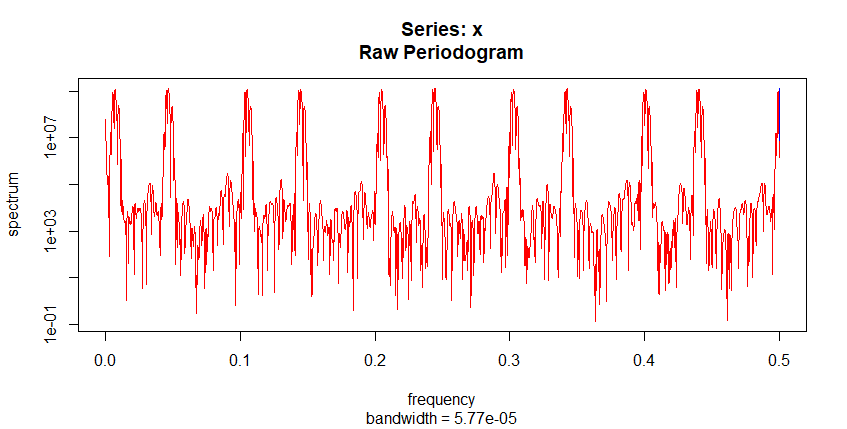 Series: x
Raw Periodogram
spectrum
1e+07
1e+03
1e-01
0.0 0.1 0.2 0.3 0.4 0.5
frequency
bandwidth = 5.77e-05